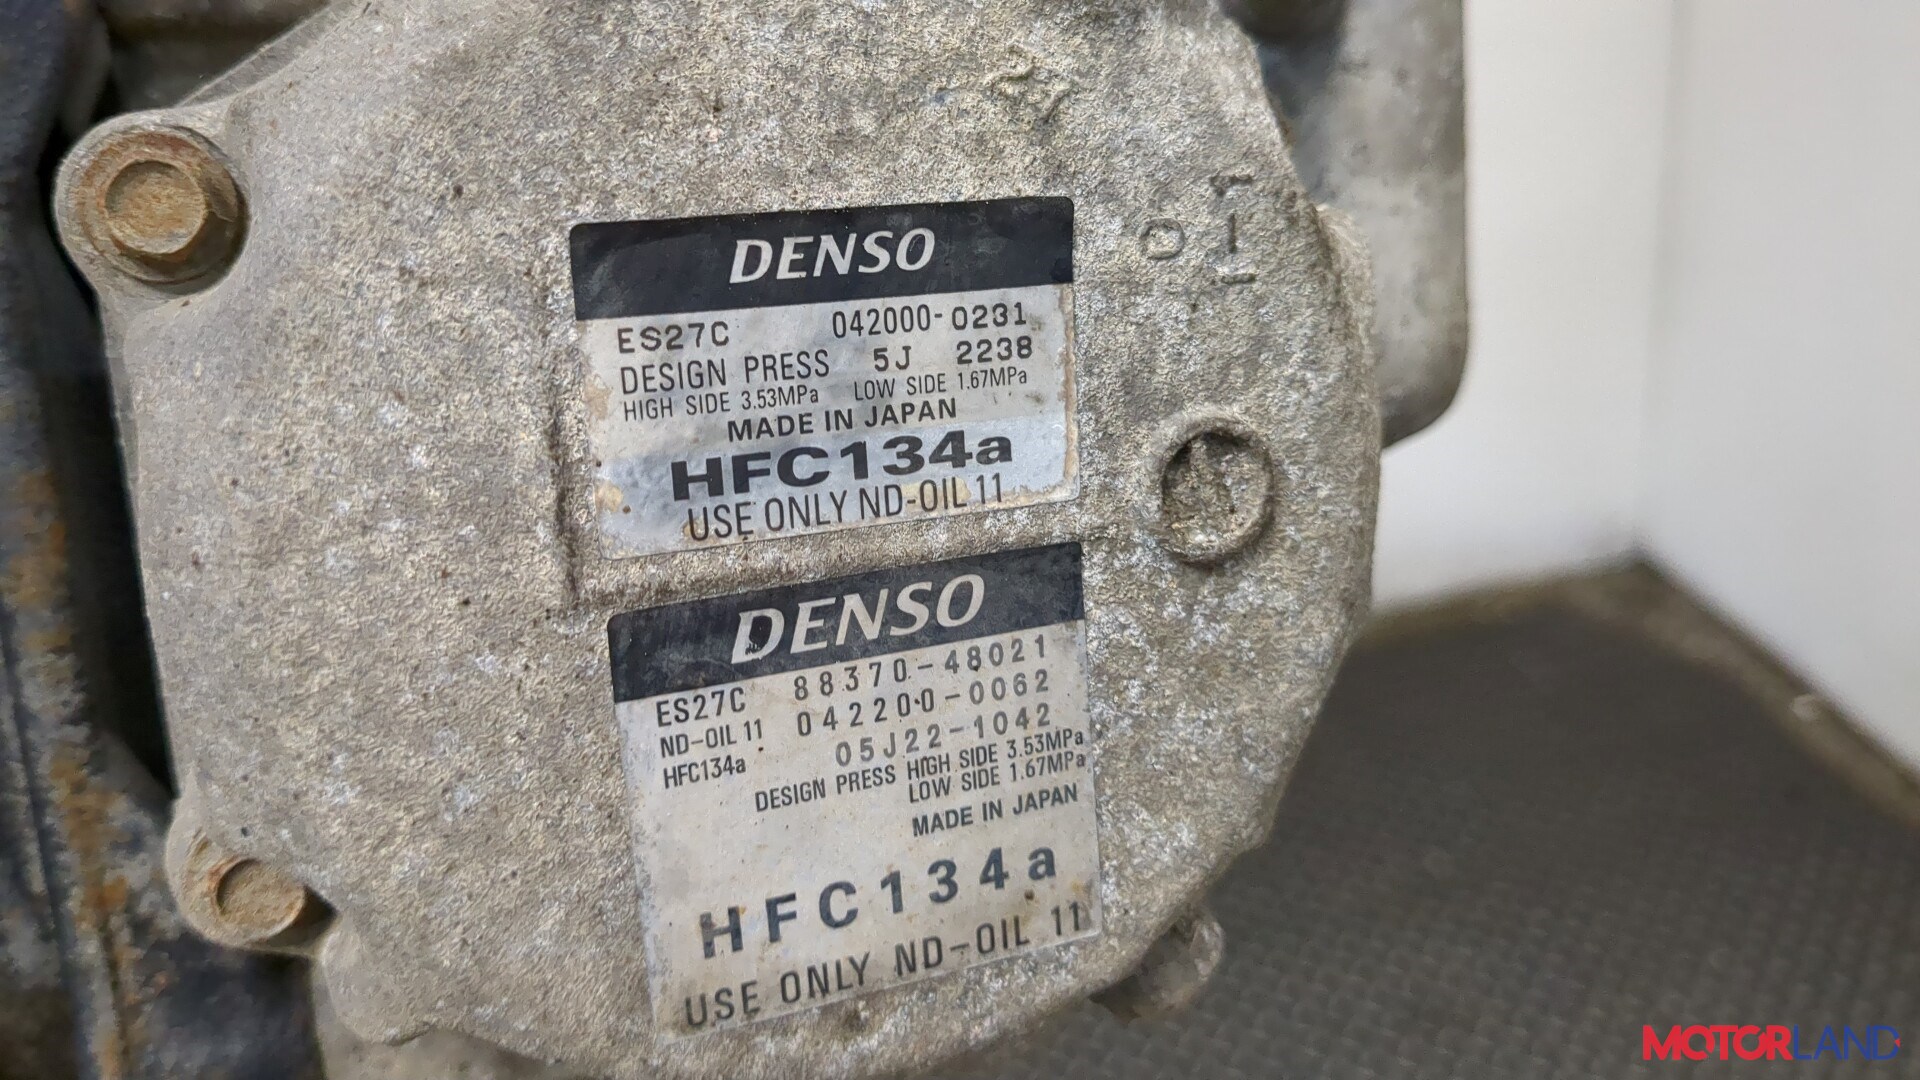 DENSO
ES27C 042000-0231
DESIGN PRESS 5J 2238
HIGH SIDE 3.53MPa LOW SIDE 1.67MPa
MADE IN JAPAN
HFC134a
USE ONLY ND-OIL 11
DENSO
ES27C 88370-48021
ND-OIL 11 042200-0062
HFC134a 05J22-1042
DESIGN PRESS HIGH SIDE 3.53MPa
LOW SIDE 1.67MPa
MADE IN JAPAN
HFC134a
USE ONLY ND-OIL 11
MOTORLAND